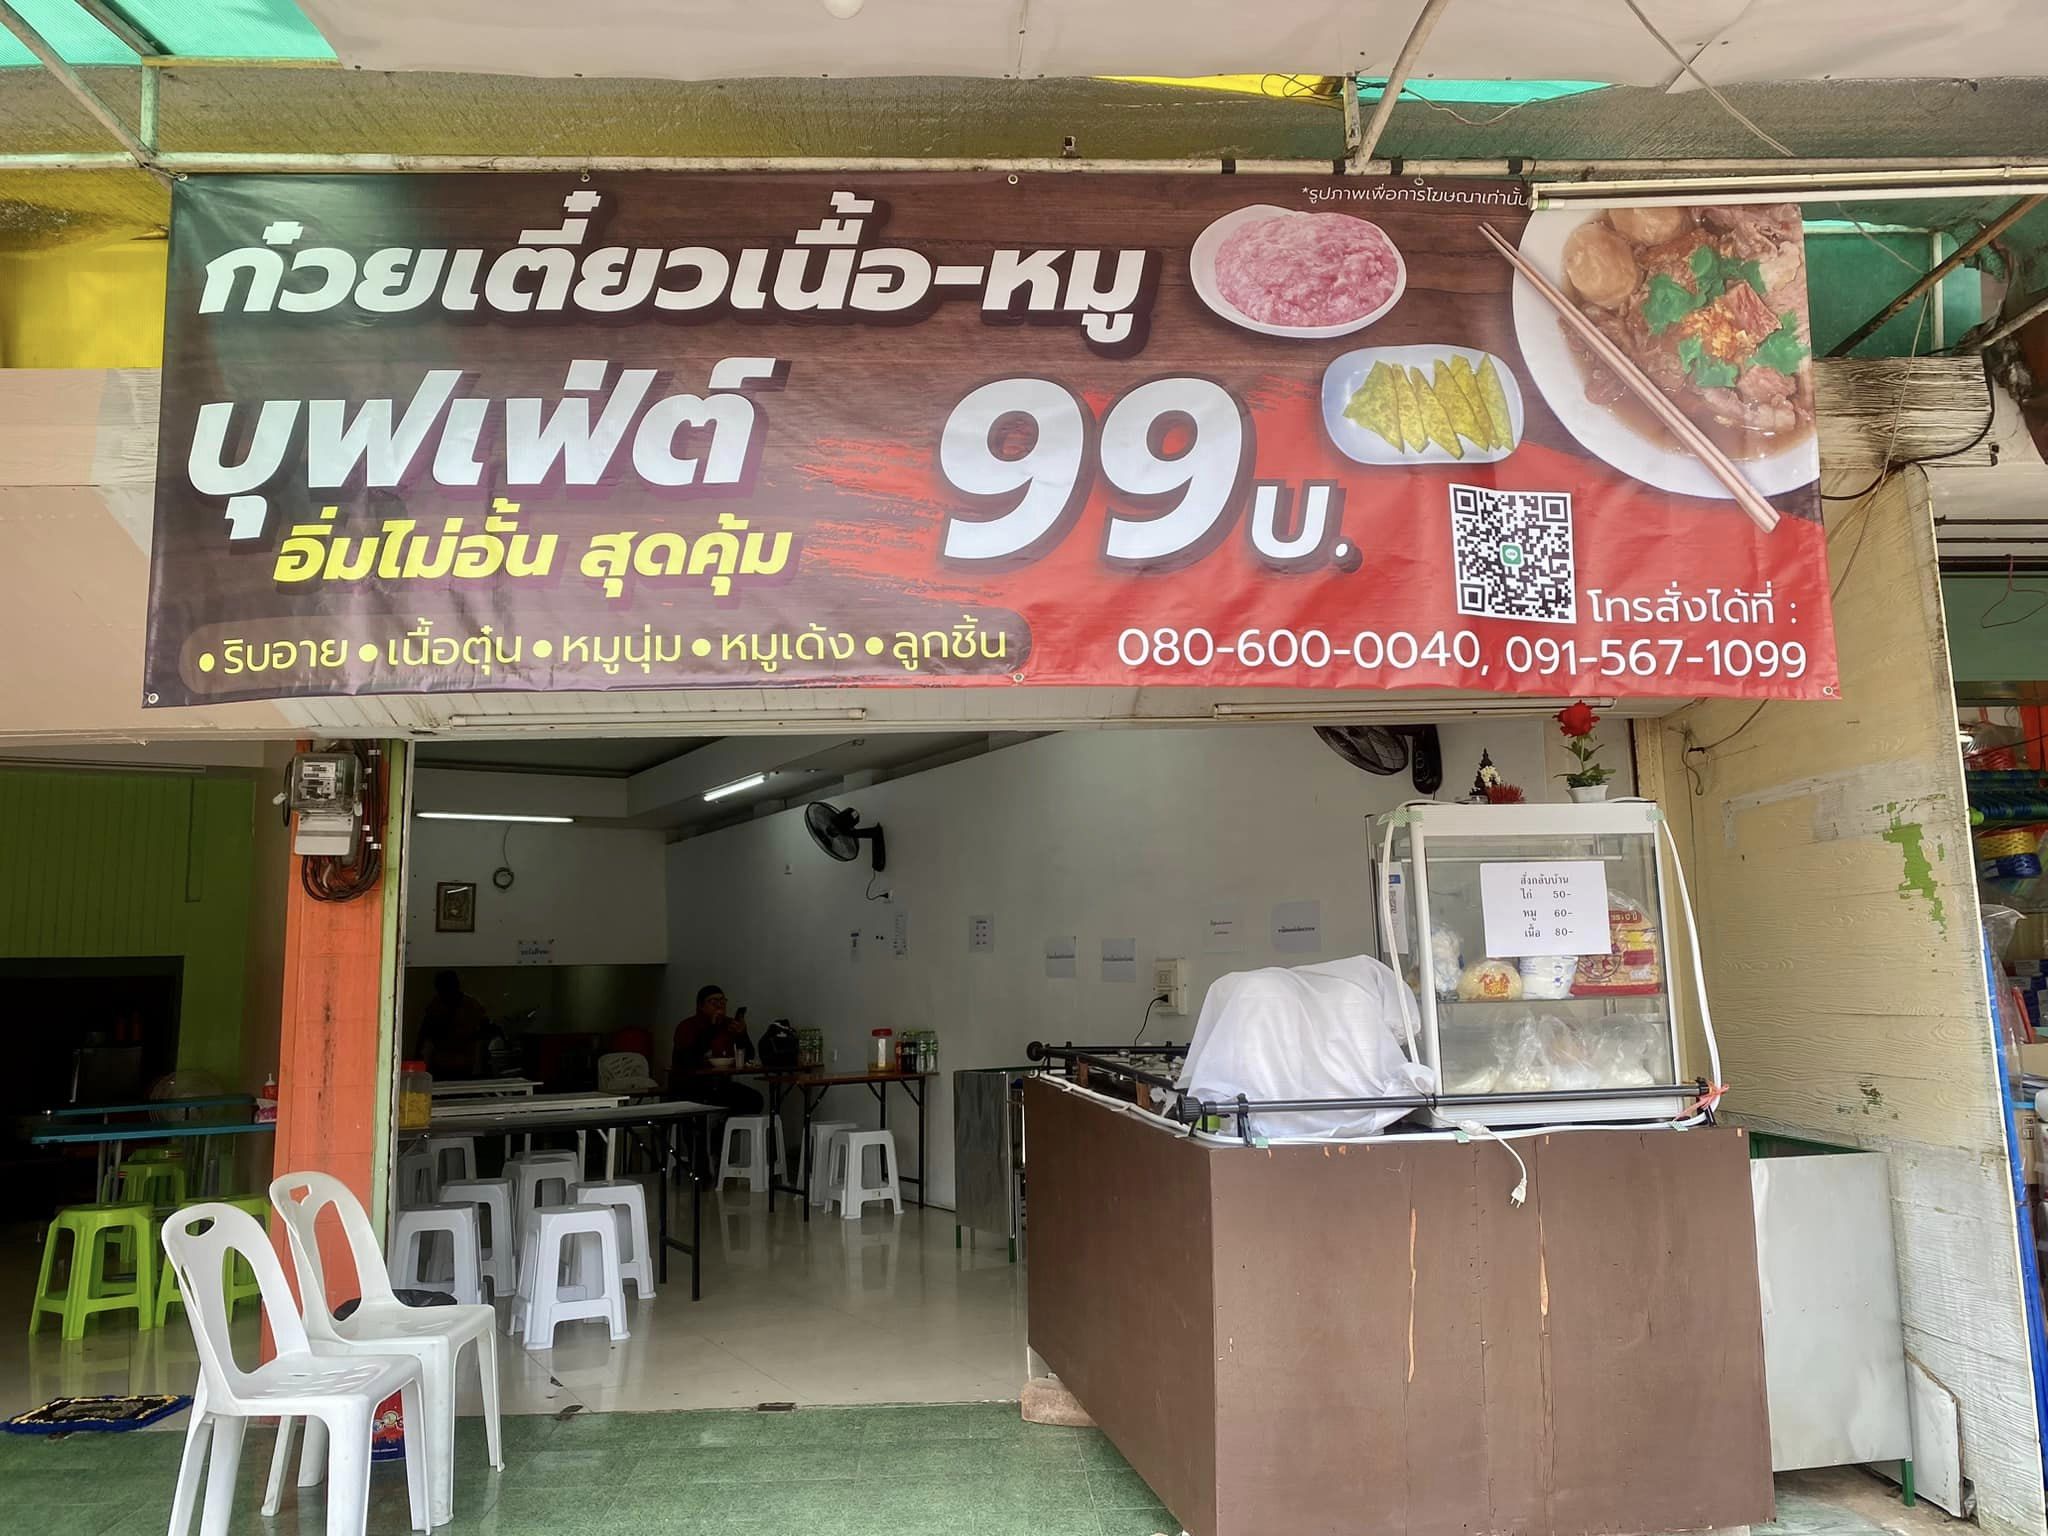 *รูปภาพเพื่อการโฆษณาเท่านั้น
ก๋วยเตี๋ยวเนื้อ-หมู
บุฟเฟ่ต์ 99บ.
อิ่มไม่อั้น สุดคุ้ม
•ริบอาย•เนื้อตุ๋น•หมูนุ่ม•หมูเด้ง•ลูกชิ้น
โทรสั่งได้ที่ :
080-600-0040, 091-567-1099
สั่งกลับบ้าน
ไก่ 50-
หมู 60-
เนื้อ 80-